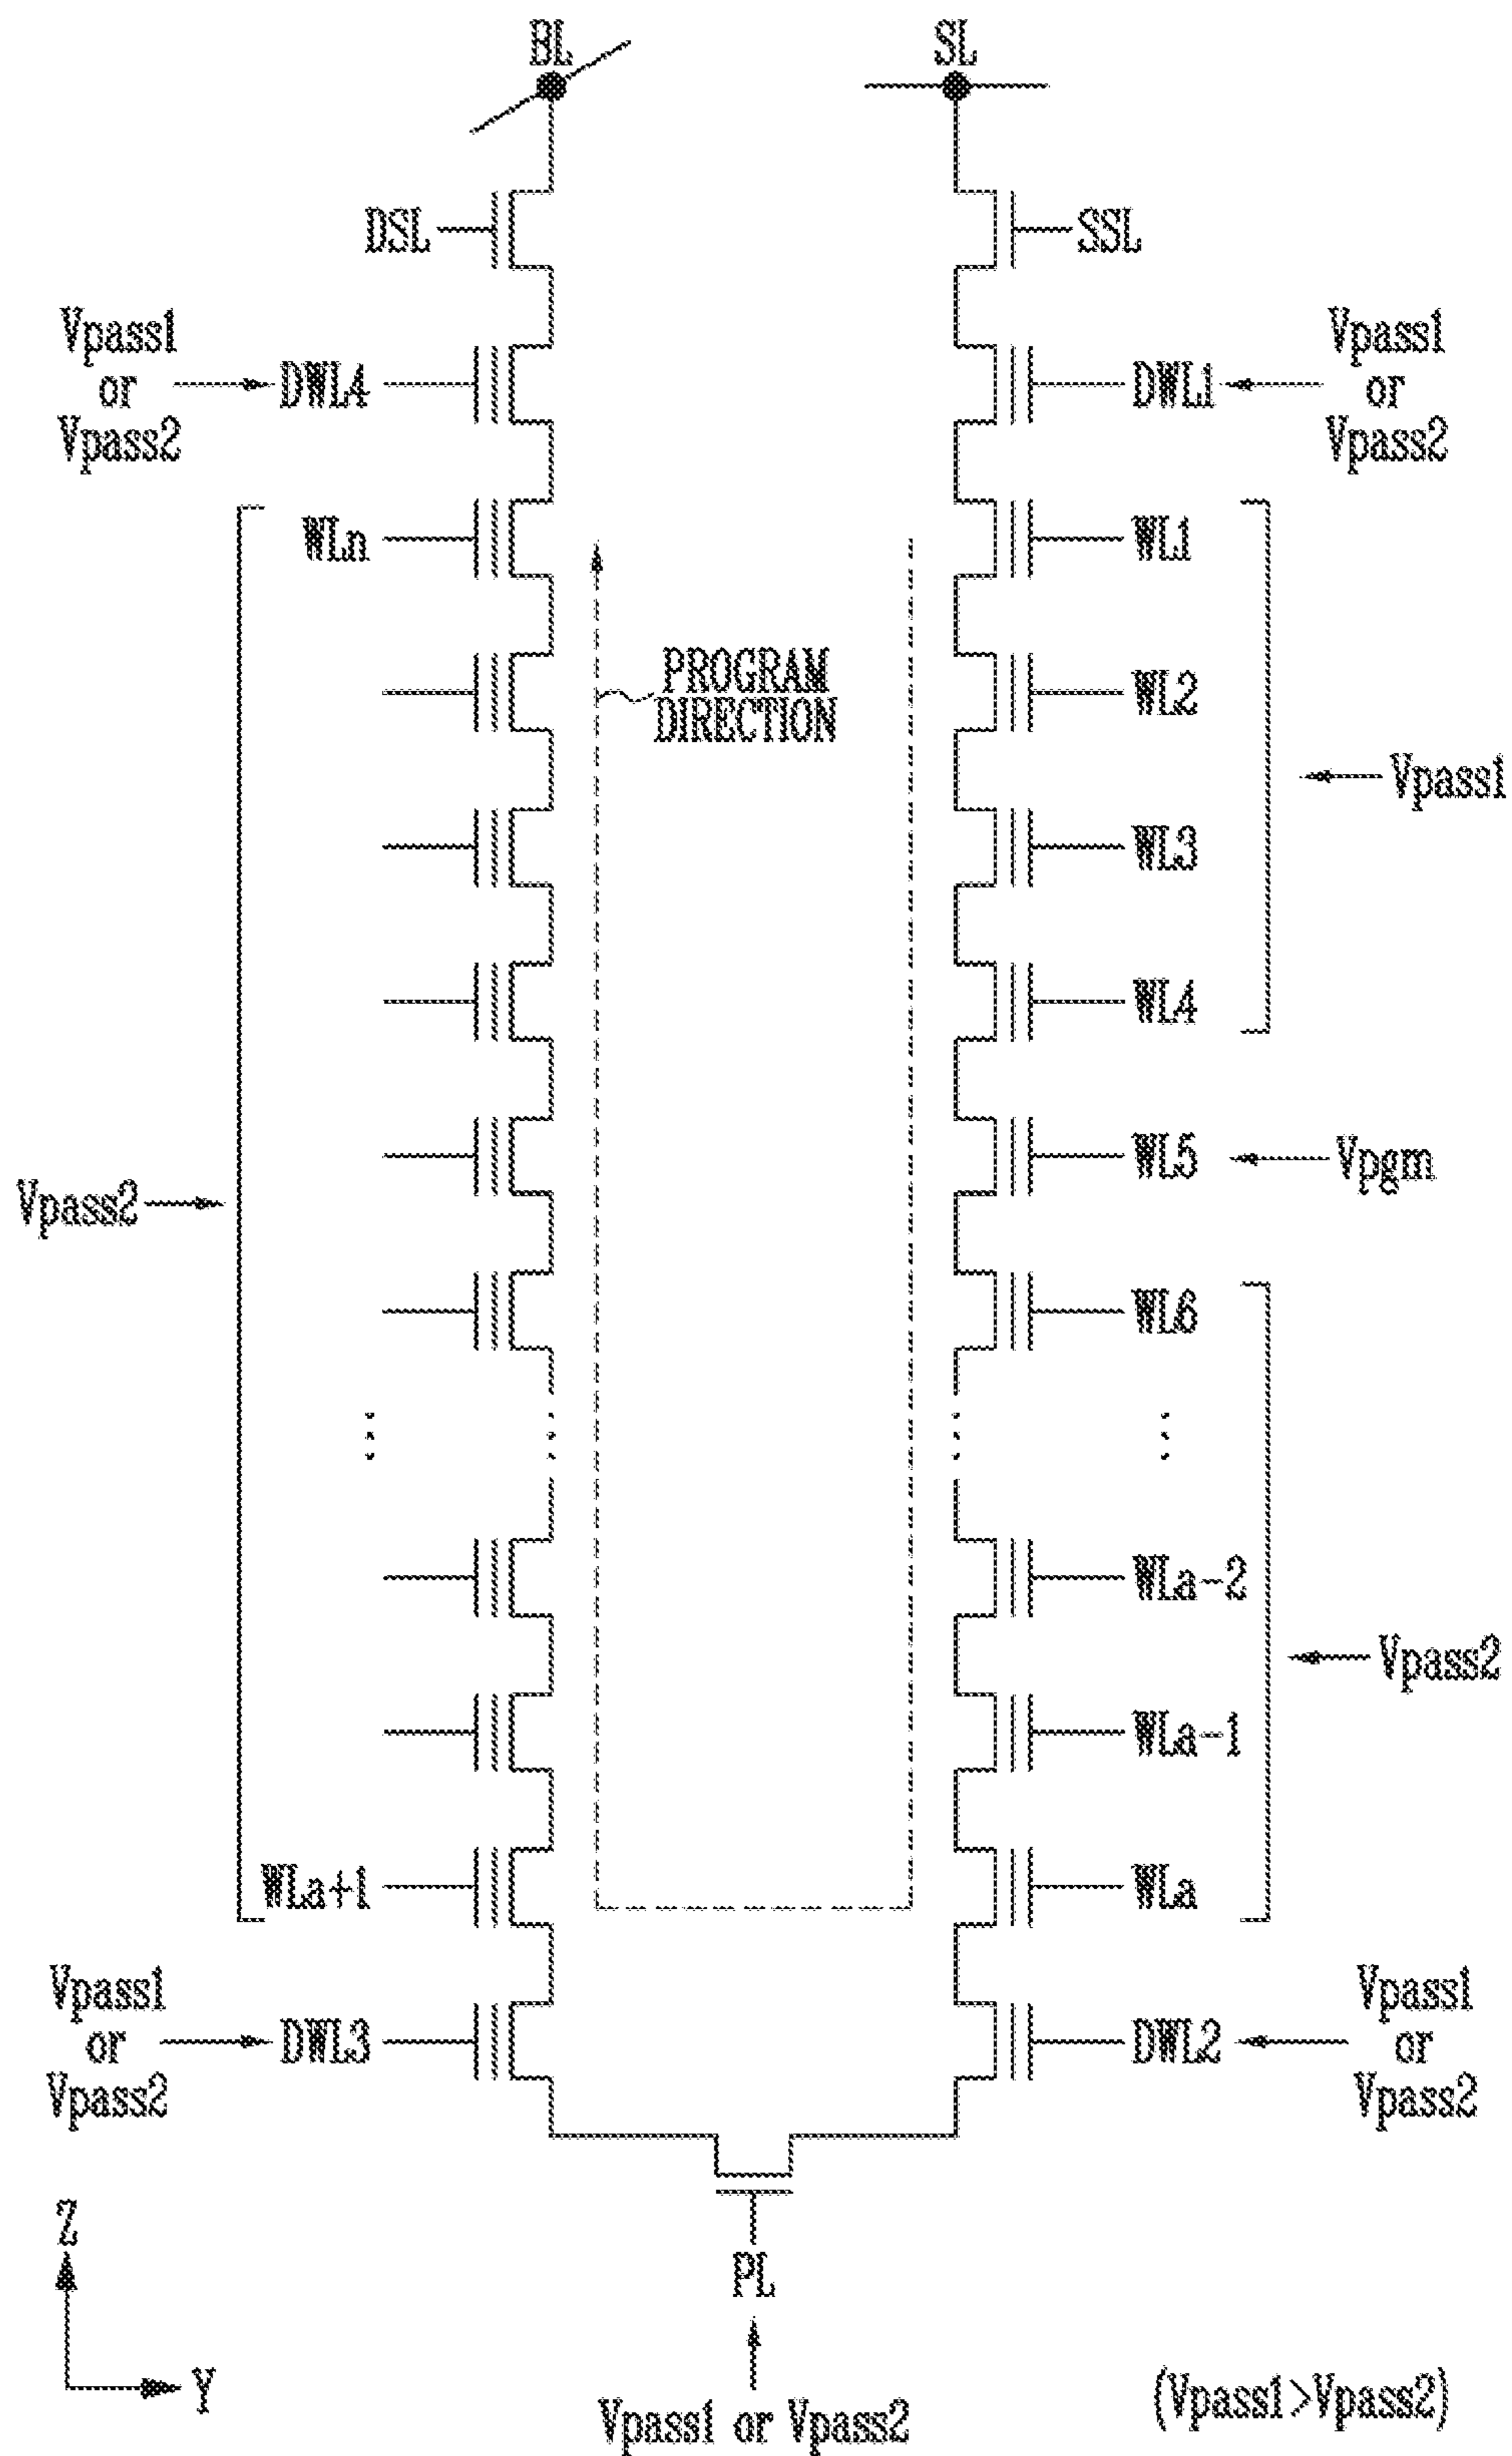 BL
SL
DSL
SSL
Vpass1
or
Vpass2
DWL4
DWL1
Vpass1
or
Vpass2
WLn
WL1
PROGRAM
DIRECTION
WL2
Vpass1
WL3
WL4
WL5
Vpgm
Vpass2
WL6
WLa-2
Vpass2
WLa-1
WLa+1
WLa
Vpass1
or
Vpass2
DWL3
DWL2
Vpass1
or
Vpass2
PL
Z
Y
Vpass1 or Vpass2
(Vpass1>Vpass2)